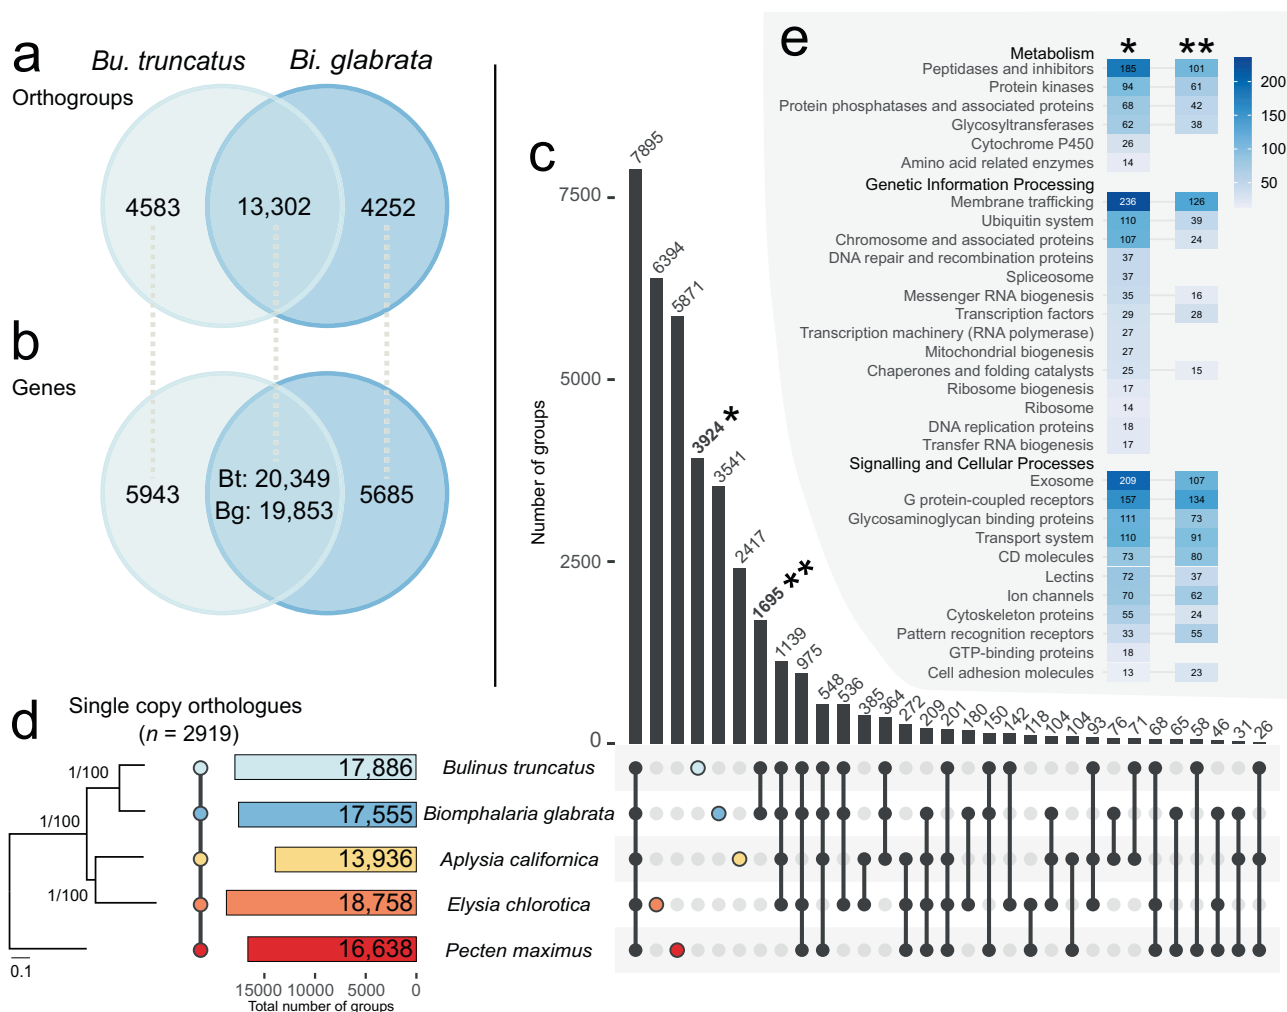 a
Bu. truncatus
Bi. glabrata
Orthogroups
4583
13,302
4252
b
Genes
5943
Bt: 20,349
Bg: 19,853
5685
c
Number of groups
7500
5000
2500
0
7895
6394
5871
3924 *
3541
2417
1695 **
1139
975
548
536
385
364
272
209
201
180
150
142
118
104
104
93
76
71
68
65
58
46
31
26
d
Single copy orthologues
(n = 2919)
1/100
1/100
1/100
0.1
17,886
Bulinus truncatus
17,555
Biomphalaria glabrata
13,936
Aplysia californica
18,758
Elysia chlorotica
16,638
Pecten maximus
15000 10000 5000 0
Total number of groups
e
Metabolism * **
Peptidases and inhibitors 185 101
Protein kinases 94 61
Protein phosphatases and associated proteins 68 42
Glycosyltransferases 62 38
Cytochrome P450 26
Amino acid related enzymes 14
Genetic Information Processing
Membrane trafficking 236 126
Ubiquitin system 110 39
Chromosome and associated proteins 107 24
DNA repair and recombination proteins 37
Spliceosome 37
Messenger RNA biogenesis 35 16
Transcription factors 29 28
Transcription machinery (RNA polymerase) 27
Mitochondrial biogenesis 27
Chaperones and folding catalysts 25 15
Ribosome biogenesis 17
Ribosome 14
DNA replication proteins 18
Transfer RNA biogenesis 17
Signalling and Cellular Processes
Exosome 209 107
G protein-coupled receptors 157 134
Glycosaminoglycan binding proteins 111 73
Transport system 110 91
CD molecules 73 80
Lectins 72 37
Ion channels 70 62
Cytoskeleton proteins 55 24
Pattern recognition receptors 33 55
GTP-binding proteins 18
Cell adhesion molecules 13 23
200
150
100
50